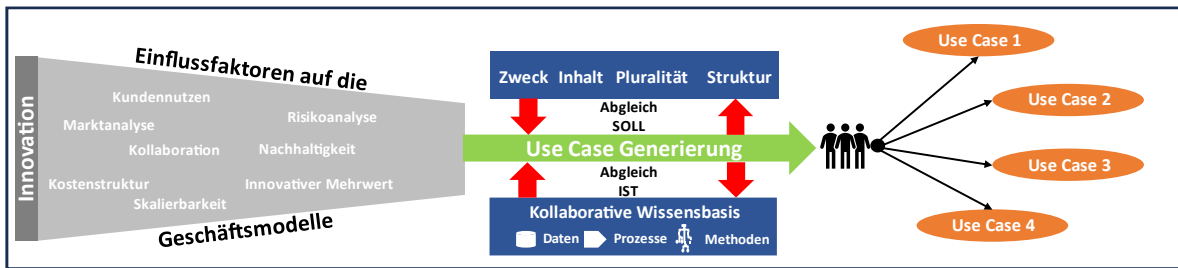 Innovation
Einflussfaktoren auf die
Kundennutzen
Risikoanalyse
Marktanalyse
Kollaboration
Nachhaltigkeit
Kostenstruktur
Innovativer Mehrwert
Skalierbarkeit
Geschäftsmodelle
Zweck Inhalt Pluralität Struktur
Abgleich
SOLL
Use Case Generierung
Abgleich
IST
Kollaborative Wissensbasis
Daten Prozesse Methoden
Use Case 1
Use Case 2
Use Case 3
Use Case 4